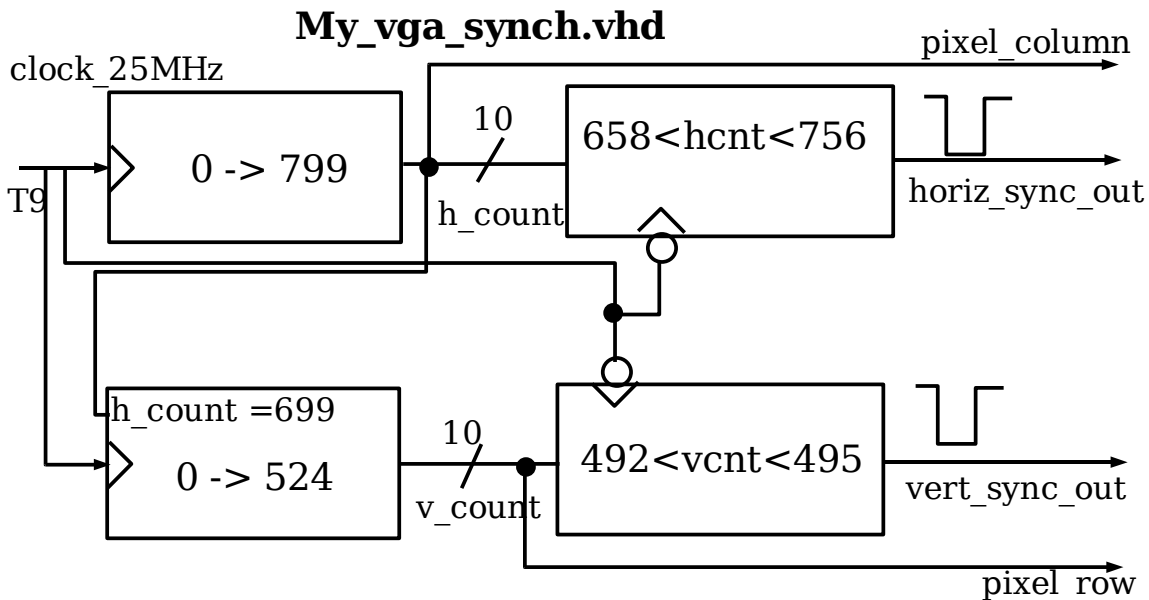 My_vga_synch.vhd
pixel_column
clock_25MHz
10
658<hcnt<756
0 -> 799
T9
h_count
horiz_sync_out
h_count =699
10
0 -> 524
492<vcnt<495
v_count
vert_sync_out
pixel_row